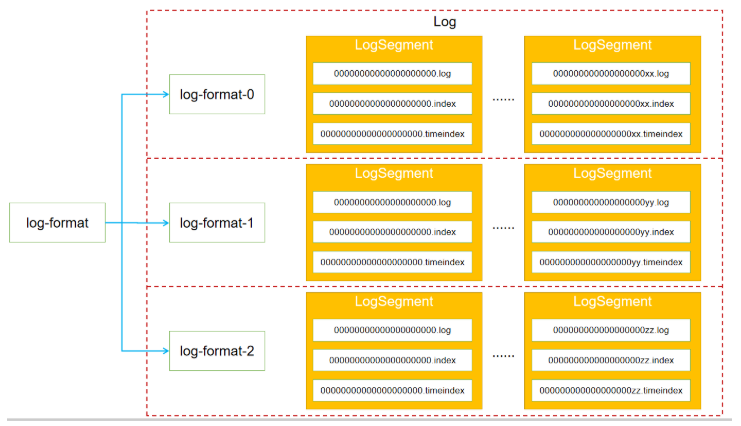 Log
LogSegment
LogSegment
00000000000000000000.log
000000000000000000xx.log
log-format-0
00000000000000000000.index
......
000000000000000000xx.index
00000000000000000000.timeindex
000000000000000000xx.timeindex
LogSegment
LogSegment
00000000000000000000.log
000000000000000000yy.log
log-format
log-format-1
00000000000000000000.index
......
000000000000000000yy.index
00000000000000000000.timeindex
000000000000000000yy.timeindex
LogSegment
LogSegment
00000000000000000000.log
000000000000000000zz.log
log-format-2
00000000000000000000.index
......
000000000000000000zz.index
00000000000000000000.timeindex
000000000000000000zz.timeindex